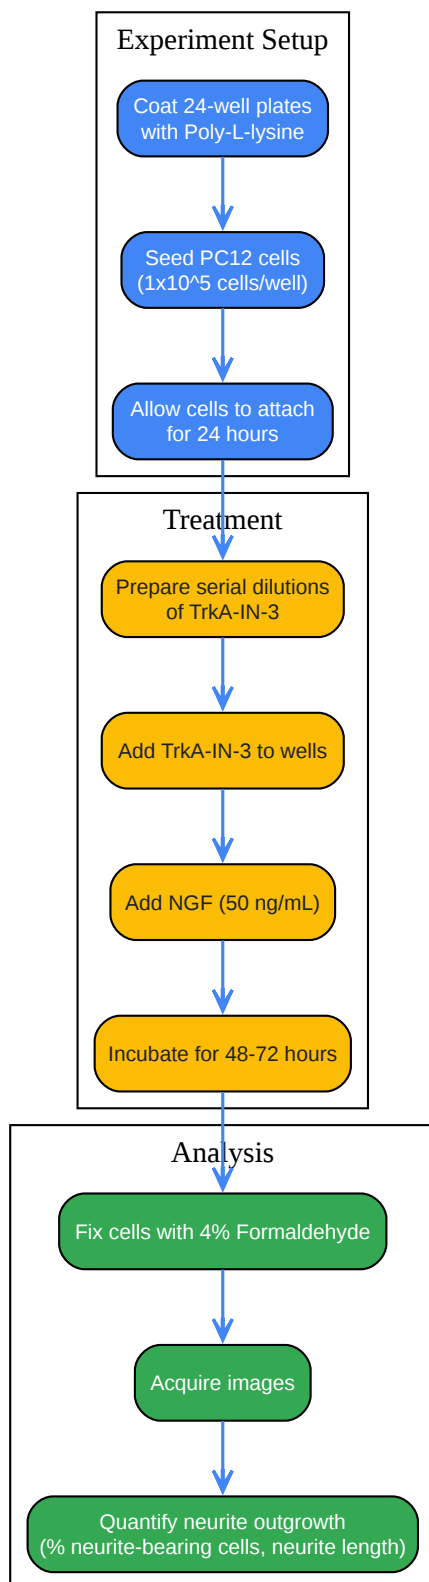 Experiment Setup
Coat 24-well plates
with Poly-L-lysine
Seed PC12 cells
(1x10^5 cells/well)
Allow cells to attach
for 24 hours
Treatment
Prepare serial dilutions
of TrkA-IN-3
Add TrkA-IN-3 to wells
Add NGF (50 ng/mL)
Incubate for 48-72 hours
Analysis
Fix cells with 4% Formaldehyde
Acquire images
Quantify neurite outgrowth
(% neurite-bearing cells, neurite length)